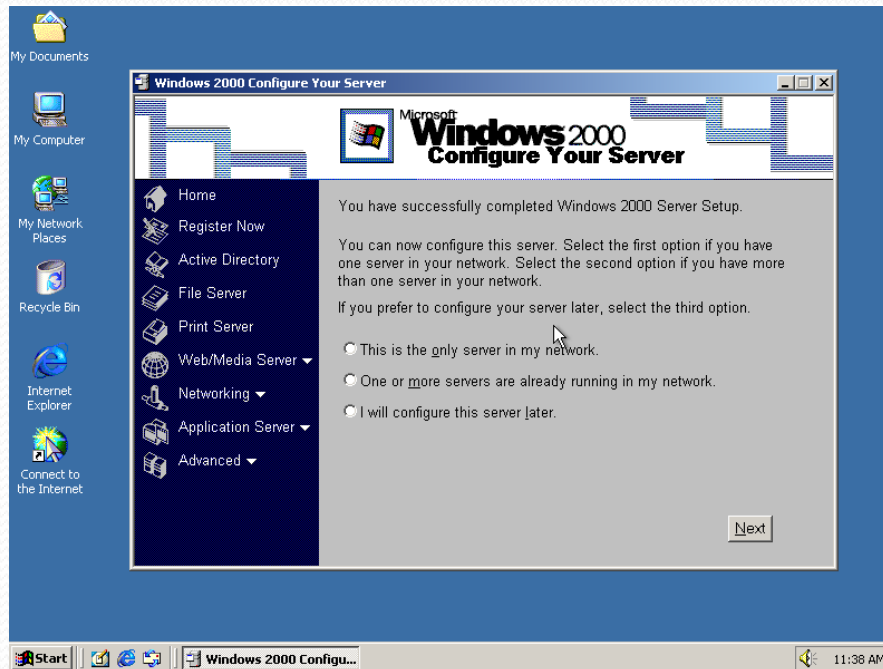 My Documents
My Computer
My Network
Places
Recycle Bin
Internet
Explorer
Connect to
the Internet
Windows 2000 Configure Your Server
Microsoft
Windows 2000
Configure Your Server
Home
Register Now
Active Directory
File Server
Print Server
Web/Media Server
Networking
Application Server
Advanced
You have successfully completed Windows 2000 Server Setup.
You can now configure this server. Select the first option if you have
one server in your network. Select the second option if you have more
than one server in your network.
If you prefer to configure your server later, select the third option.
This is the only server in my network.
One or more servers are already running in my network.
I will configure this server later.
Next
Start
Windows 2000 Configu...
11:38 AM